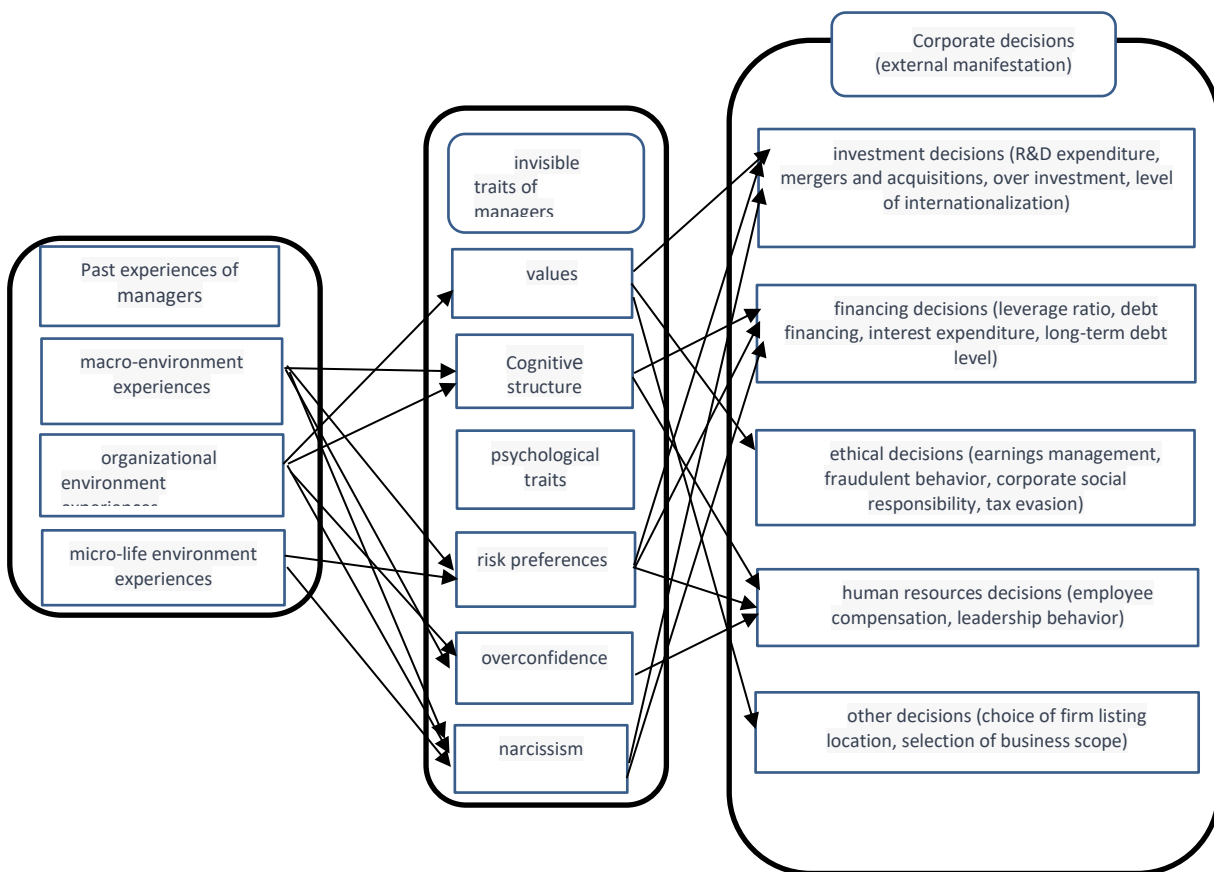 Past experiences of
managers
macro-environment
experiences
organizational
environment
experiences
micro-life environment
experiences
invisible
traits of
managers
values
Cognitive
structure
psychological
traits
risk preferences
overconfidence
narcissism
Corporate decisions
(external manifestation)
investment decisions (R&D expenditure,
mergers and acquisitions, over investment, level
of internationalization)
financing decisions (leverage ratio, debt
financing, interest expenditure, long-term debt
level)
ethical decisions (earnings management,
fraudulent behavior, corporate social
responsibility, tax evasion)
human resources decisions (employee
compensation, leadership behavior)
other decisions (choice of firm listing
location, selection of business scope)